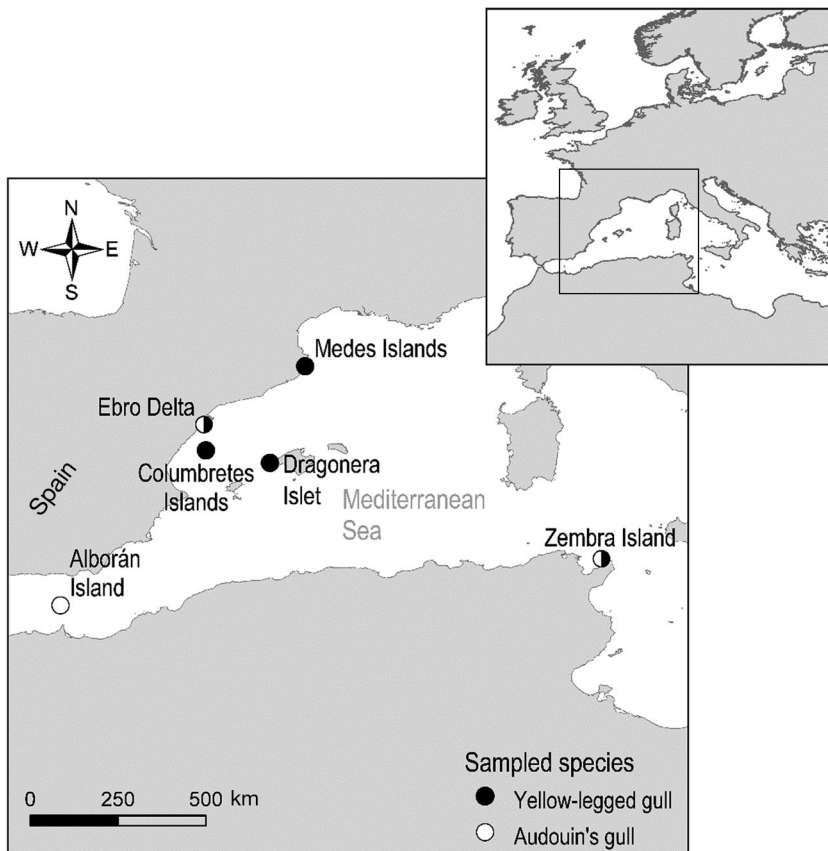 N
W E
S
Medes Islands
Ebro Delta
Columbretes
Islands
Dragonera
Islet
Spain
Mediterranean
Sea
Zembra Island
Alborán
Island
Sampled species
0 250 500 km
Yellow-legged gull
Audouin's gull